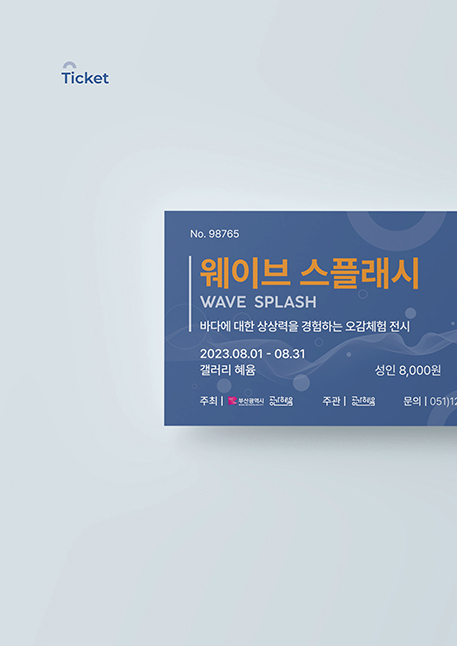 Ticket
No. 98765
웨이브 스플래시
WAVE SPLASH
바다에 대한 상상력을 경험하는 오감체험 전시
2023.08.01 - 08.31
갤러리 혜윰
성인 8,000원
주최 | 부산광역시 주관 | 문의 | 051)12